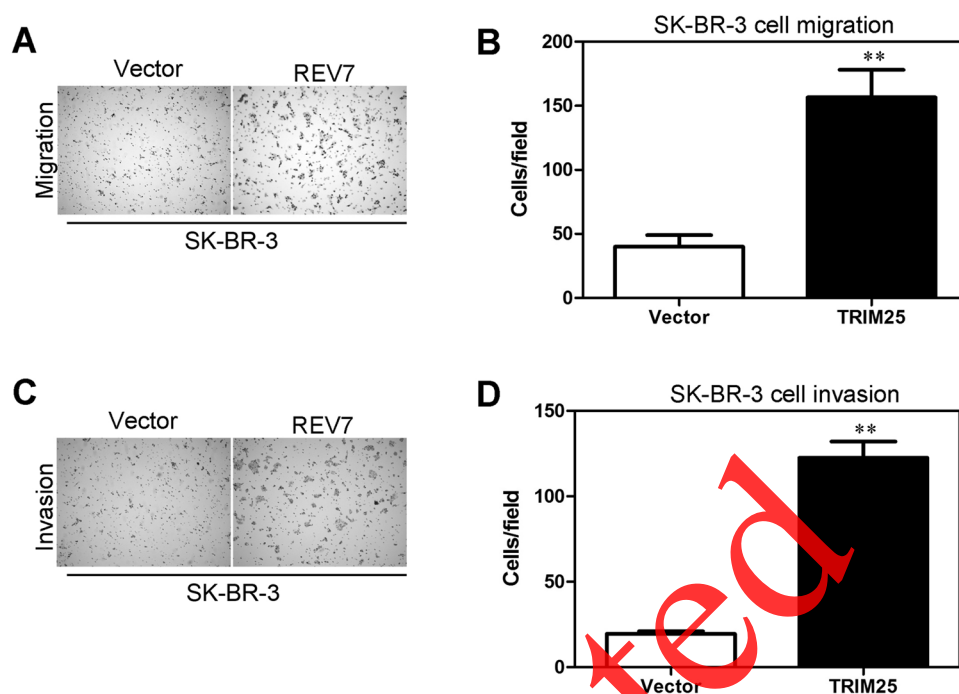 A
Vector REV7
Migration
SK-BR-3
B
SK-BR-3 cell migration
Cells/field
200
150
100
50
0
**
Vector TRIM25
C
Vector REV7
Invasion
SK-BR-3
D
SK-BR-3 cell invasion
Cells/field
150
100
50
0
**
Vector TRIM25
ted